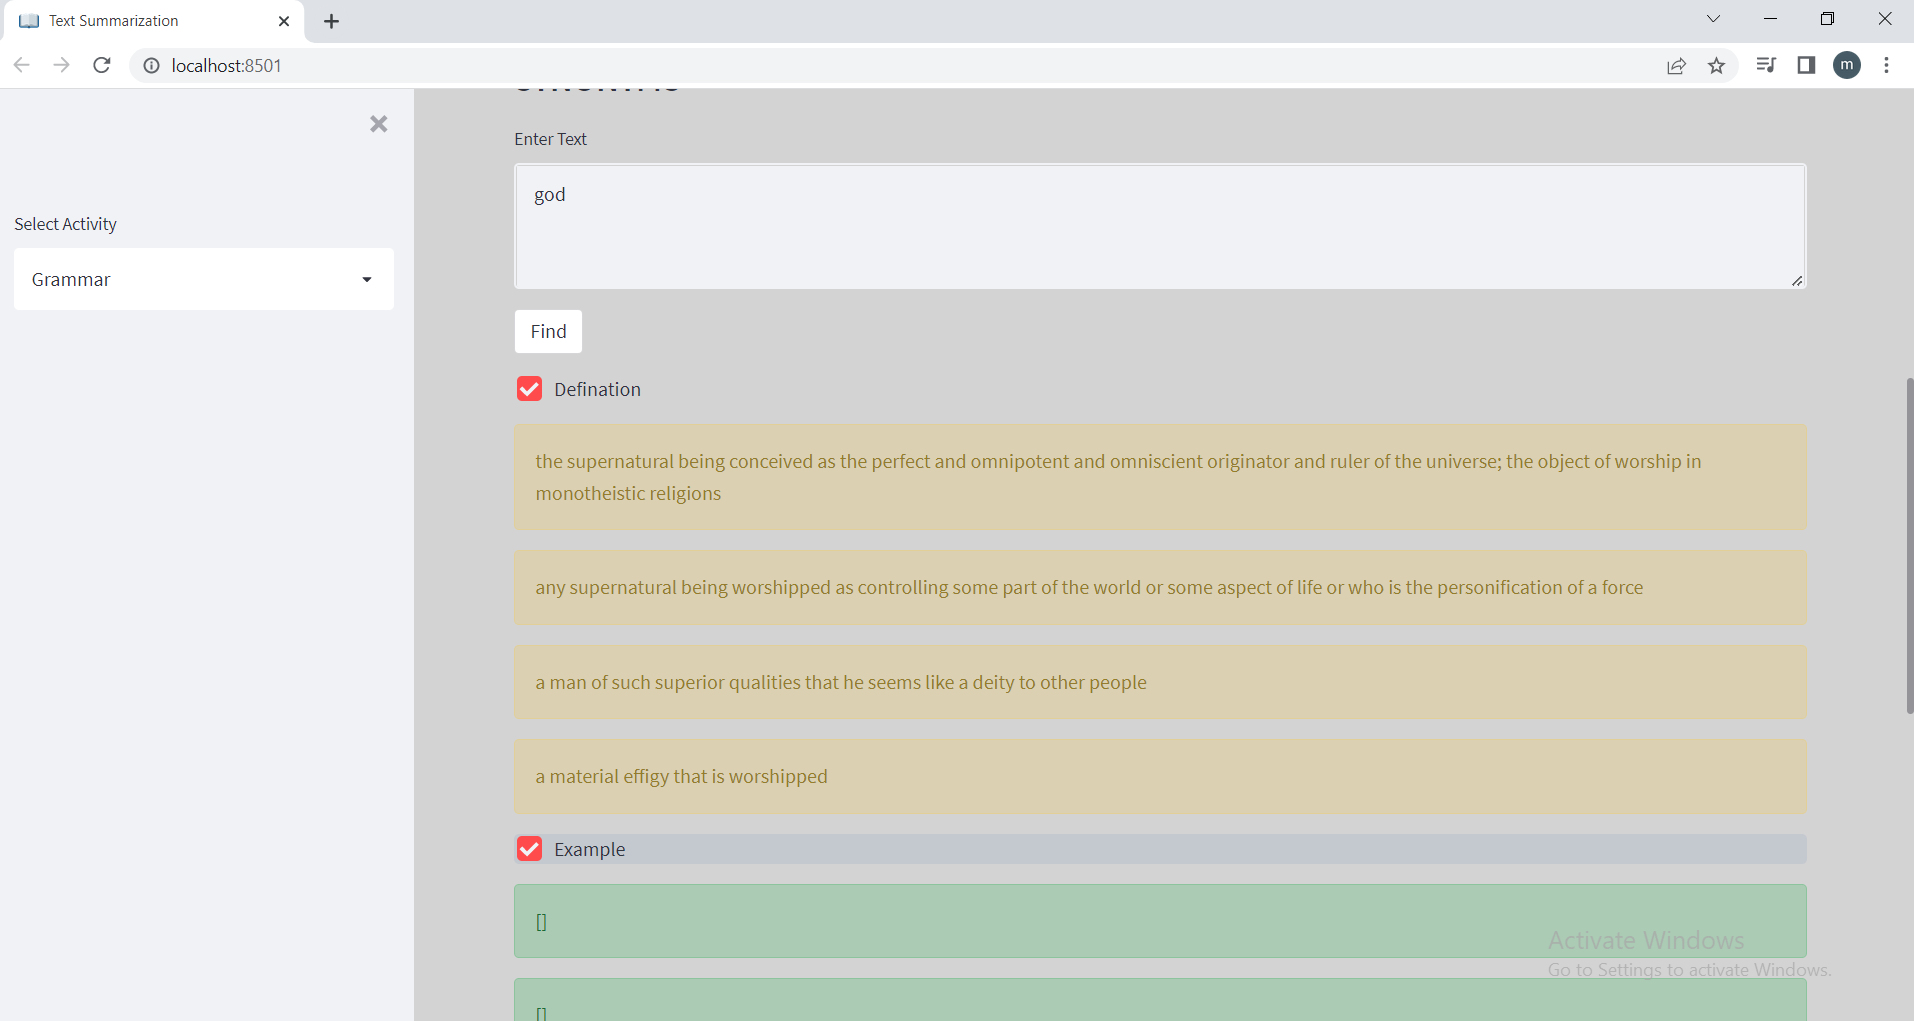 Text Summarization
localhost:8501
m
Enter Text
god
Select Activity
Grammar
Find
Defination
the supernatural being conceived as the perfect and omnipotent and omniscient originator and ruler of the universe; the object of worship in
monotheistic religions
any supernatural being worshipped as controlling some part of the world or some aspect of life or who is the personification of a force
a man of such superior qualities that he seems like a deity to other people
a material effigy that is worshipped
Example
[]
Activate Windows
Go to Settings to activate Windows.
[]